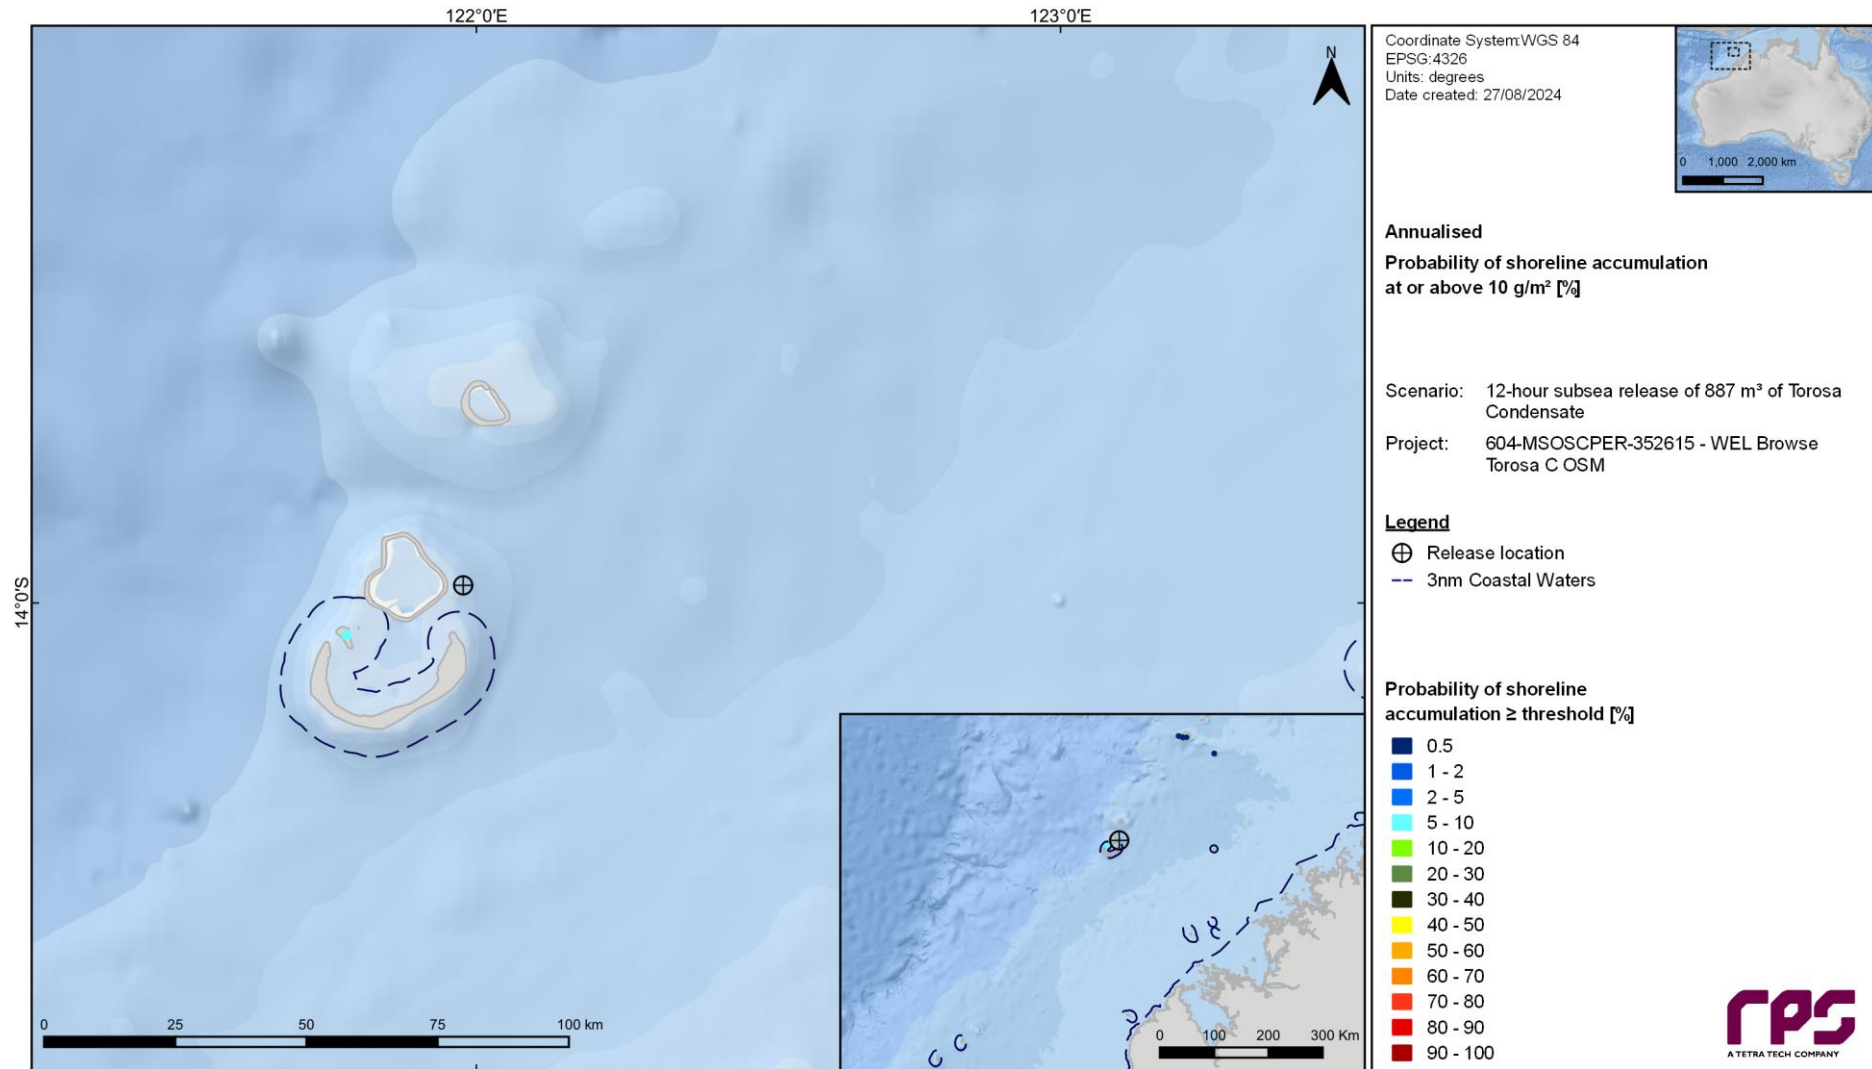 122°0'E
123°0'E
14°0'S
N
0 25 50 75 100 km
0 100 200 300 Km
Coordinate System:WGS 84
EPSG:4326
Units: degrees
Date created: 27/08/2024
0 1,000 2,000 km
Annualised
Probability of shoreline accumulation
at or above 10 g/m² [%]
Scenario: 12-hour subsea release of 887 m³ of Torosa
Condensate
Project: 604-MSOSCPER-352615 - WEL Browse
Torosa C OSM
Legend
Release location
3nm Coastal Waters
Probability of shoreline
accumulation ≥ threshold [%]
0.5
1 - 2
2 - 5
5 - 10
10 - 20
20 - 30
30 - 40
40 - 50
50 - 60
60 - 70
70 - 80
80 - 90
90 - 100
rps
A TETRA TECH COMPANY